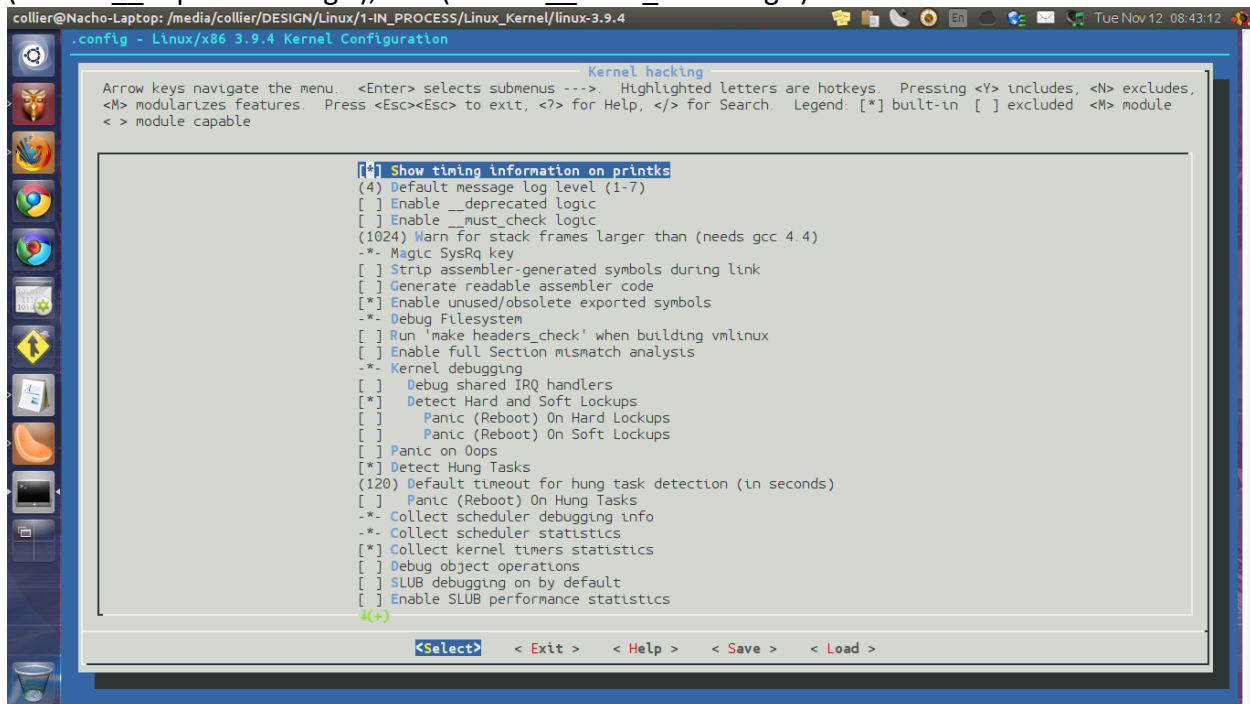 collier@Nacho-Laptop: /media/collier/DESIGN/Linux/1-IN_PROCESS/Linux_Kernel/linux-3.9.4 En Tue Nov 12 08:43:12
.config - Linux/x86 3.9.4 Kernel Configuration
Kernel hacking
Arrow keys navigate the menu. <Enter> selects submenus --->. Highlighted letters are hotkeys. Pressing <Y> includes, <N> excludes,
<M> modularizes features. Press <Esc><Esc> to exit, <?> for Help, </> for Search. Legend: [*] built-in [ ] excluded <M> module
< > module capable
[*] Show timing information on printks
(4) Default message log level (1-7)
[ ] Enable __deprecated logic
[ ] Enable __must_check logic
(1024) Warn for stack frames larger than (needs gcc 4.4)
-*- Magic SysRq key
[ ] Strip assembler-generated symbols during link
[ ] Generate readable assembler code
[*] Enable unused/obsolete exported symbols
-*- Debug Filesystem
[ ] Run 'make headers_check' when building vmlinux
[ ] Enable full Section mismatch analysis
-*- Kernel debugging
[ ] Debug shared IRQ handlers
[*] Detect Hard and Soft Lockups
[ ] Panic (Reboot) On Hard Lockups
[ ] Panic (Reboot) On Soft Lockups
[ ] Panic on Oops
[*] Detect Hung Tasks
(120) Default timeout for hung task detection (in seconds)
[ ] Panic (Reboot) On Hung Tasks
-*- Collect scheduler debugging info
-*- Collect scheduler statistics
[*] Collect kernel timers statistics
[ ] Debug object operations
[ ] SLUB debugging on by default
[ ] Enable SLUB performance statistics
↓(+)
<Select> < Exit > < Help > < Save > < Load >